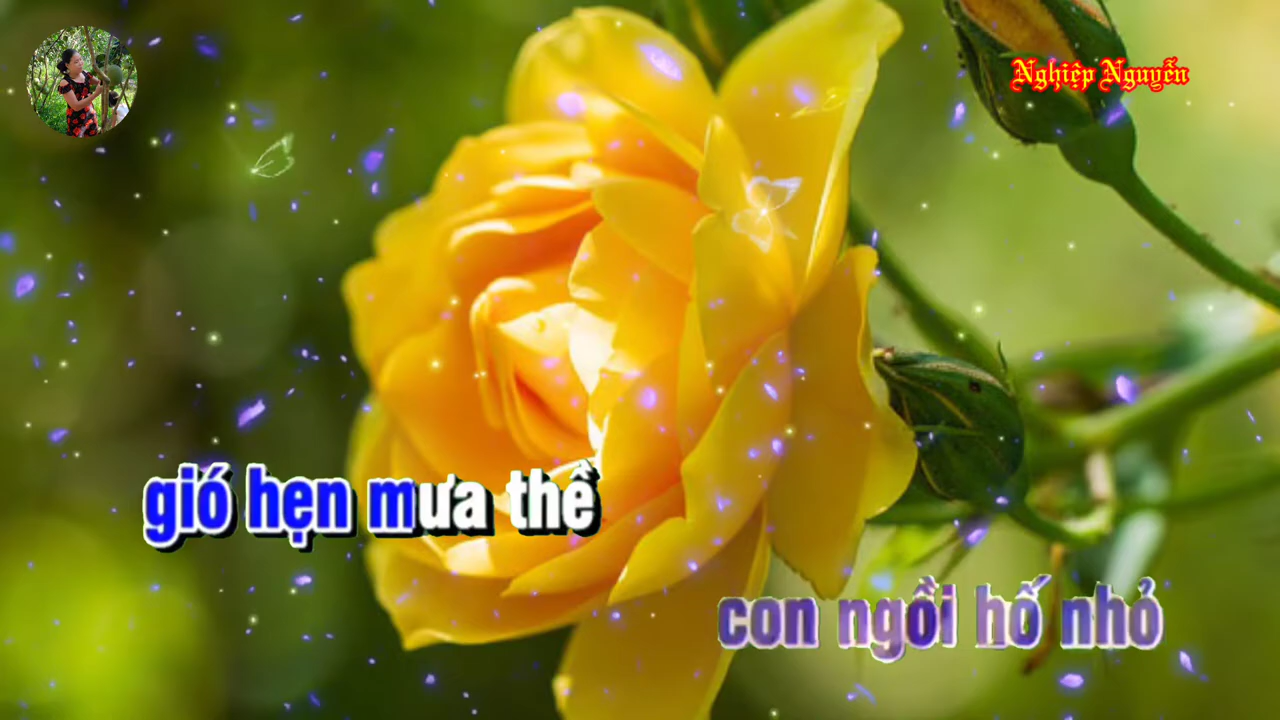 Nghiệp Nguyễn
gió hẹn mưa thề
con ngồi hố nhỏ